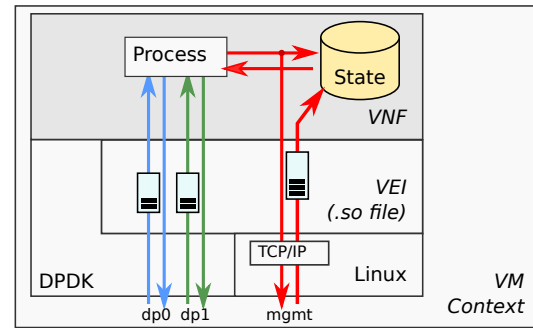 Process
State
VNF
VEI
(.so file)
TCP/IP
DPDK
Linux
VM
Context
dp0
dp1
mgmt